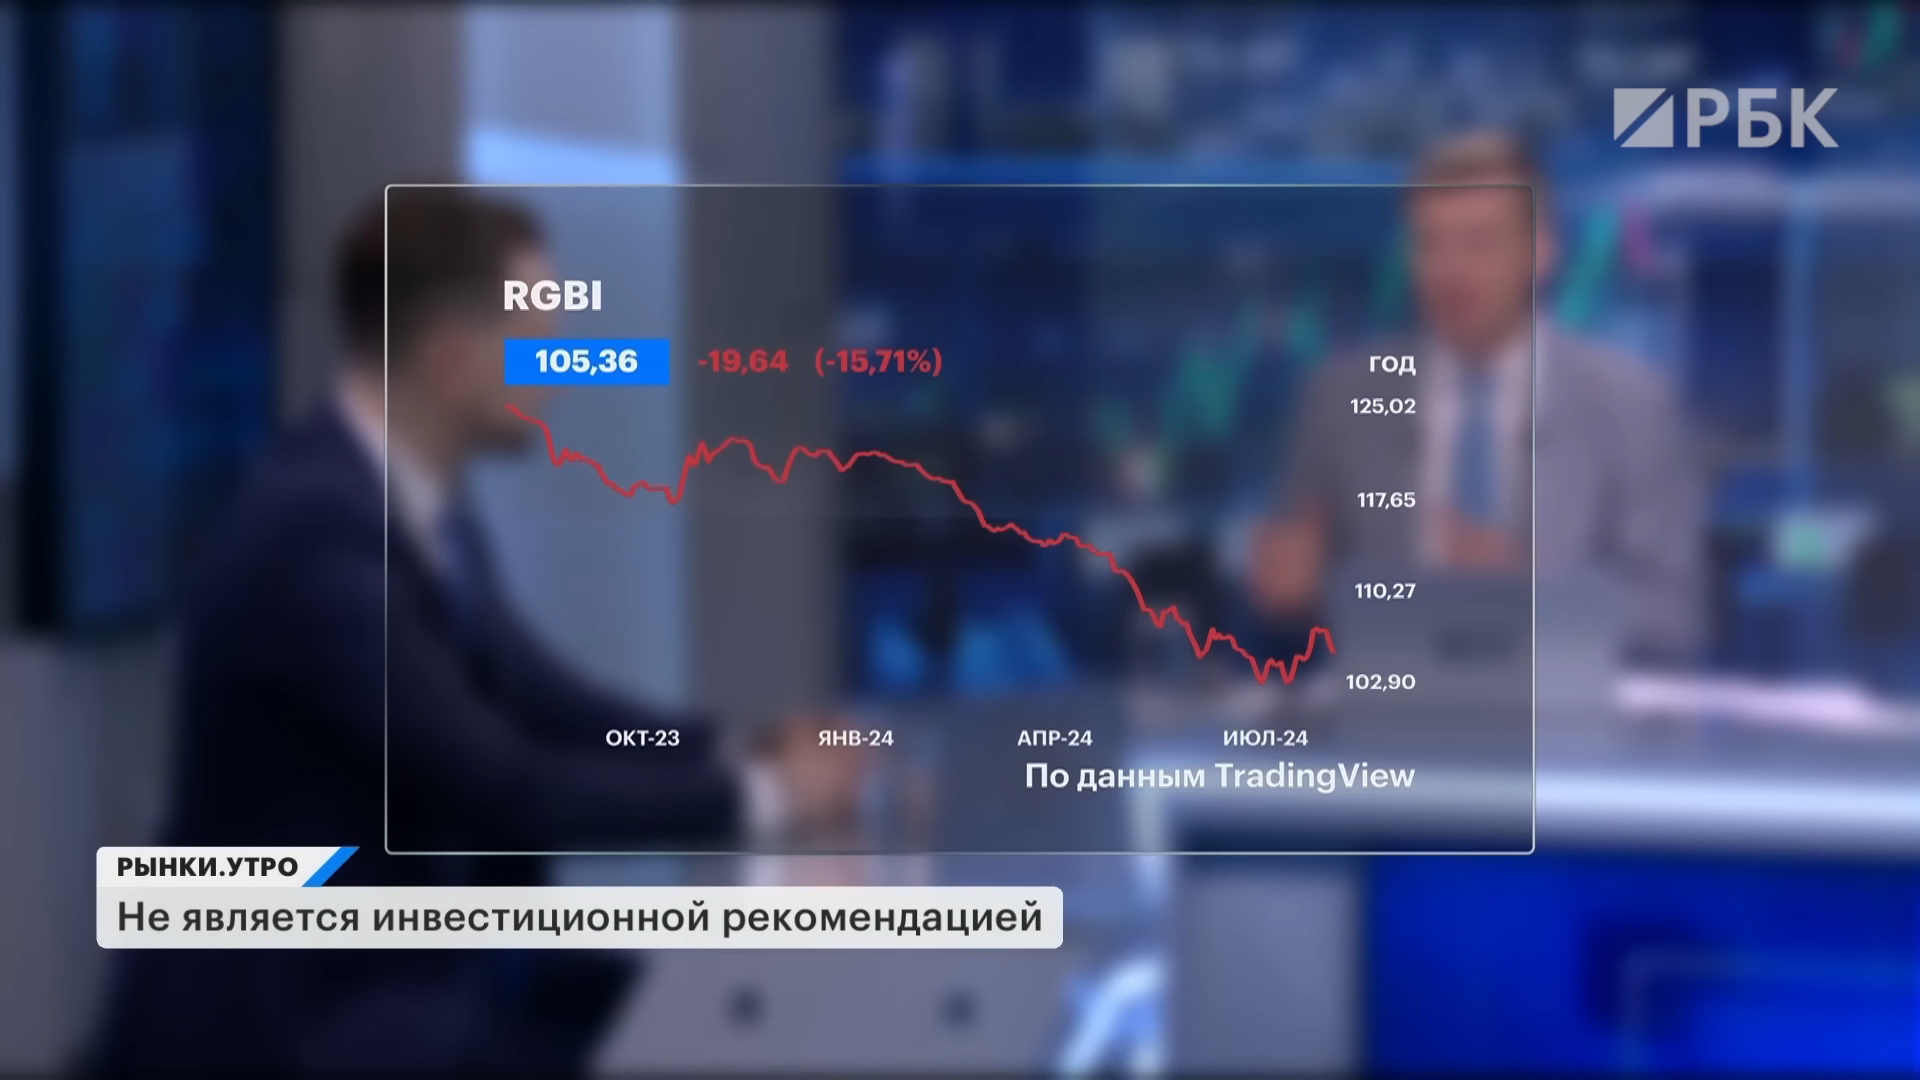 РБК
RGBI
105,36 -19,64 (-15,71%)
ГОД
125,02
117,65
110,27
102,90
ОКТ-23 ЯНВ-24 АПР-24 ИЮЛ-24
По данным TradingView
РЫНКИ.УТРО
Не является инвестиционной рекомендацией